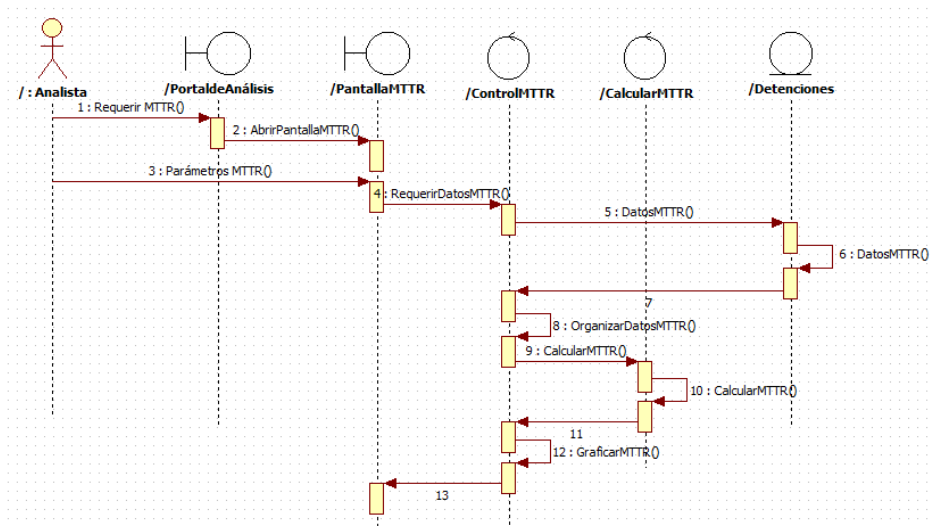 / : Analista
/PortaldeAnálisis
/PantallaMTTR
/ControlMTTR
/CalcularMTTR
/Detenciones
1 : Requerir MTTR()
2 : AbrirPantallaMTTR()
3 : Parámetros MTTR()
4 : RequerirDatosMTTR()
5 : DatosMTTR()
6 : DatosMTTR()
7
8 : OrganizarDatosMTTR()
9 : CalcularMTTR()
10 : CalcularMTTR()
11
12 : GraficarMTTR()
13